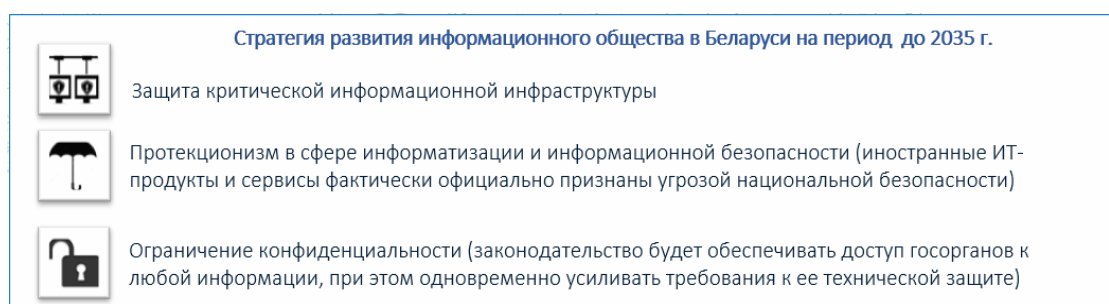 Стратегия развития информационного общества в Беларуси на период до 2035 г.
Защита критической информационной инфраструктуры
Протекционизм в сфере информатизации и информационной безопасности (иностранные ИТ-
продукты и сервисы фактически официально признаны угрозой национальной безопасности)
Ограничение конфиденциальности (законодательство будет обеспечивать доступ госорганов к
любой информации, при этом одновременно усиливать требования к ее технической защите)